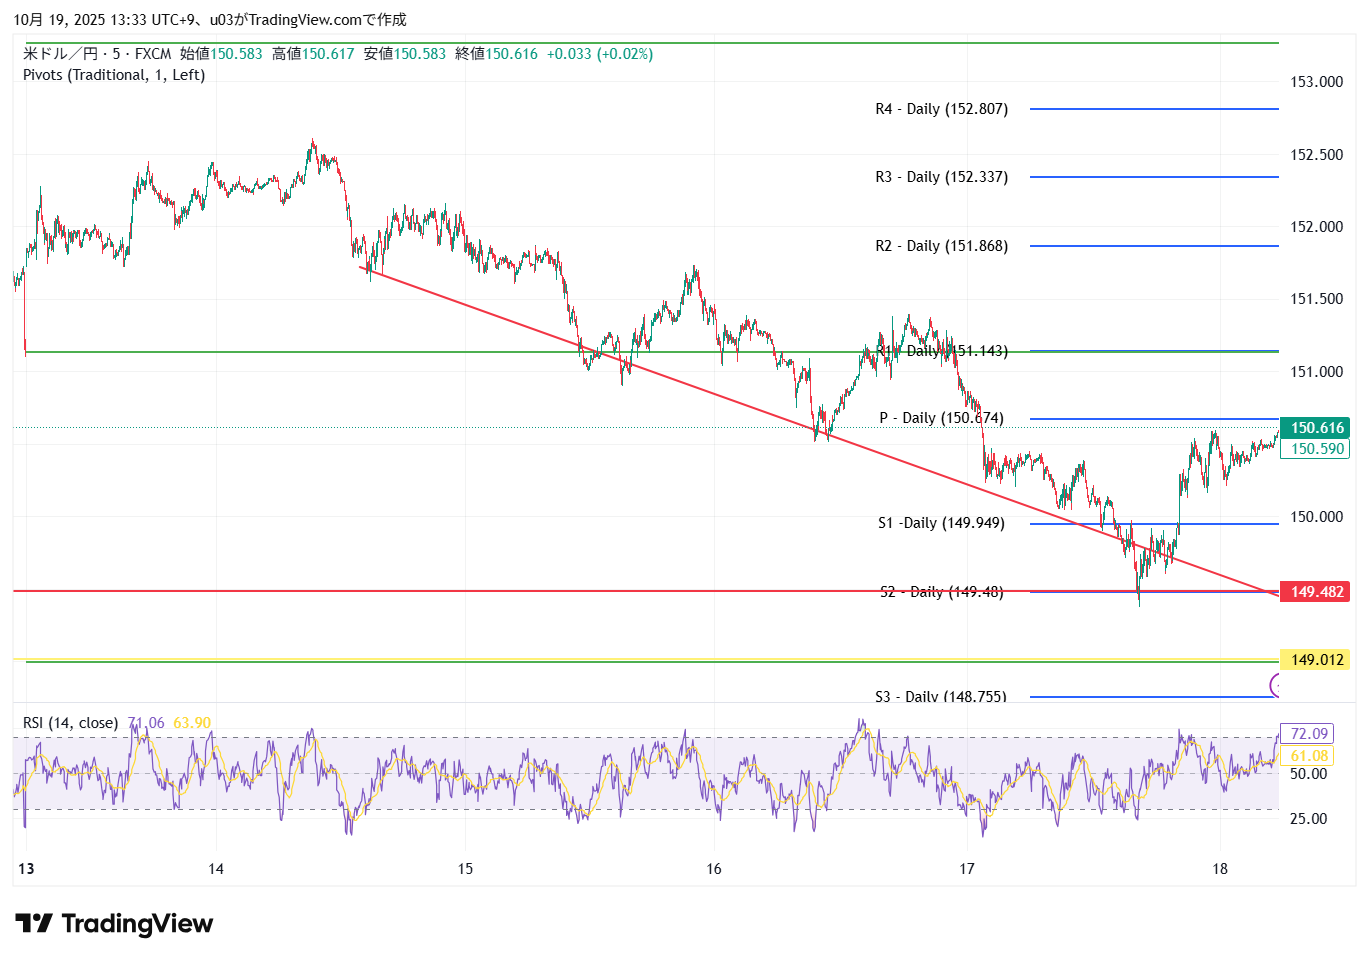 10月 19, 2025 13:33 UTC+9、u03がTradingView.comで作成
米ドル／円 · 5 · FXCM 始値150.583 高値150.617 安値150.583 終値150.616 +0.033 (+0.02%)
Pivots (Traditional, 1, Left)
153.000
R4 - Daily (152.807)
152.500
R3 - Daily (152.337)
152.000
R2 - Daily (151.868)
151.500
R1 - Daily (151.143)
151.000
P - Daily (150.674)
150.616
150.590
150.000
S1 -Daily (149.949)
S2 - Daily (149.48)
149.482
149.012
S3 - Daily (148.755)
RSI (14, close) 71.06 63.90
72.09
61.08
50.00
25.00
13 14 15 16 17 18
TradingView